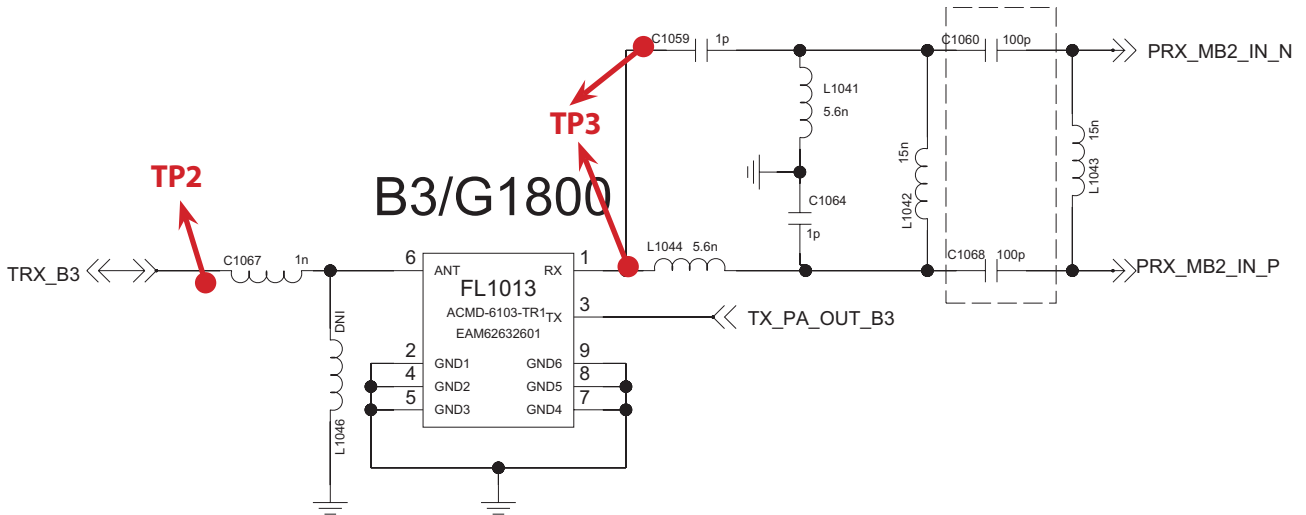 C1059
1p
C1060
100p
PRX_MB2_IN_N
L1041
5.6n
TP3
15n
L1043
15n
L1042
TP2
B3/G1800
C1064
1p
C1067
1n
TRX_B3
6
ANT
RX
1
L1044
5.6n
C1068
100p
PRX_MB2_IN_P
FL1013
ACMD-6103-TR1
TX
3
TX_PA_OUT_B3
EAM62632601
DNI
L1046
2
GND1
GND6
9
4
GND2
GND5
8
5
GND3
GND4
7